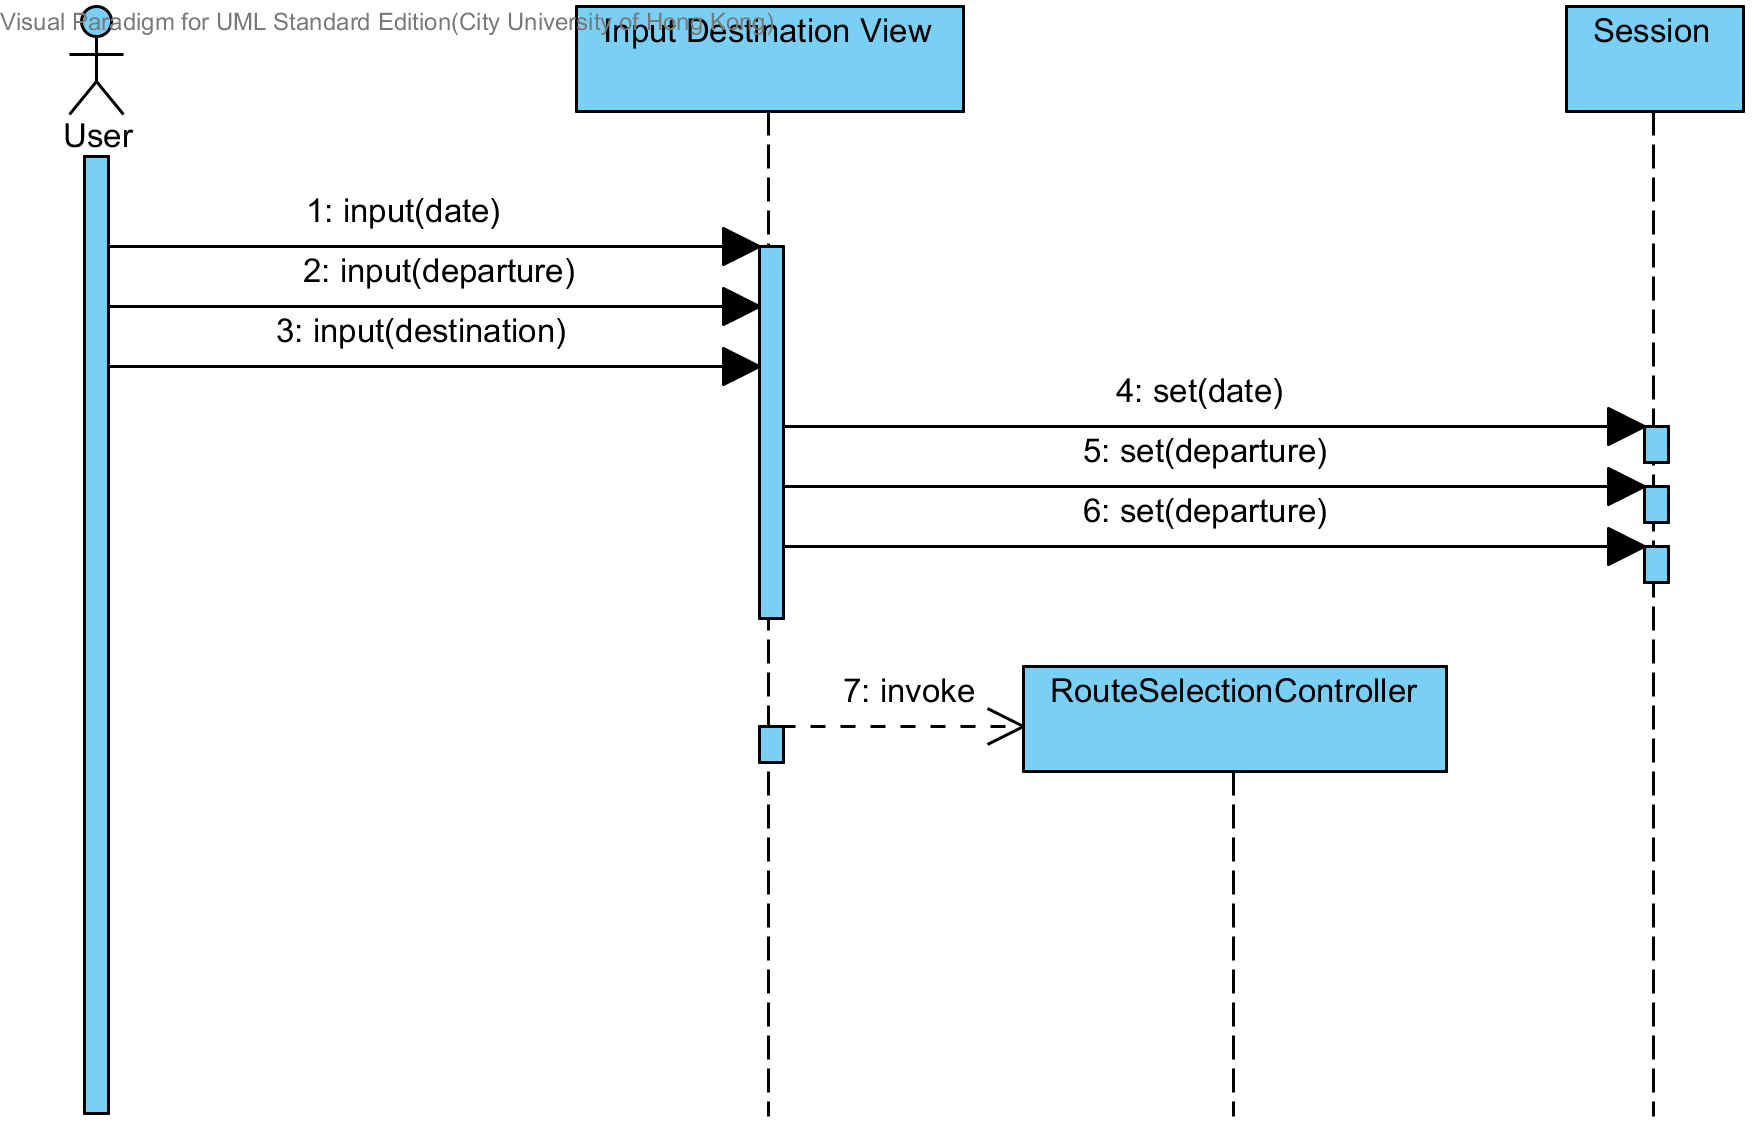 Visual Paradigm for UML Standard Edition(City University of Hong Kong)
Input Destination View
Session
User
1: input(date)
2: input(departure)
3: input(destination)
4: set(date)
5: set(departure)
6: set(departure)
7: invoke
RouteSelectionController